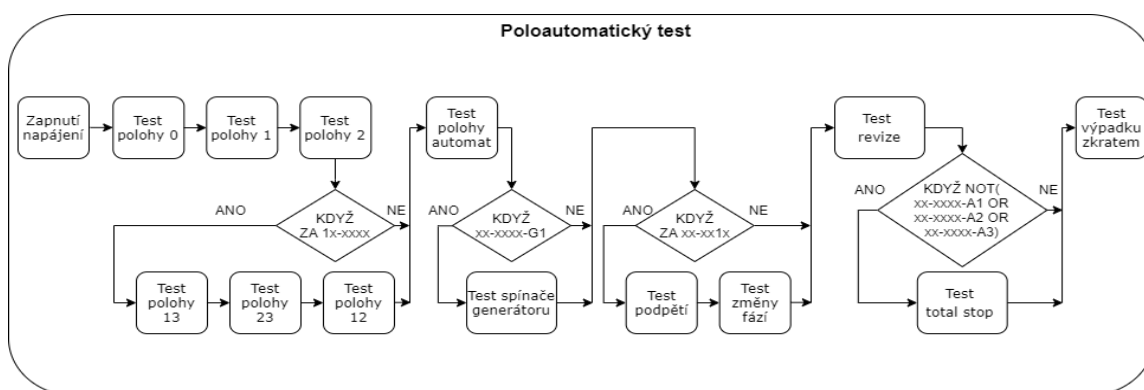 Poloautomatický test
Zapnutí
napájení
Test
polohy 0
Test
polohy 1
Test
polohy 2
ANO
KDYŽ
ZA 1x-xxxx
NE
Test
polohy
13
Test
polohy
23
Test
polohy
12
Test
polohy
automat
ANO
KDYŽ
xx-xxxx-G1
NE
Test spínače
generátoru
ANO
KDYŽ
ZA xx-xx1x
NE
Test
podpětí
Test
změny
fází
Test
revize
ANO
KDYŽ NOT(
xx-xxxx-A1 OR
xx-xxxx-A2 OR
xx-xxxx-A3)
NE
Test
total stop
Test
výpadku
zkratem